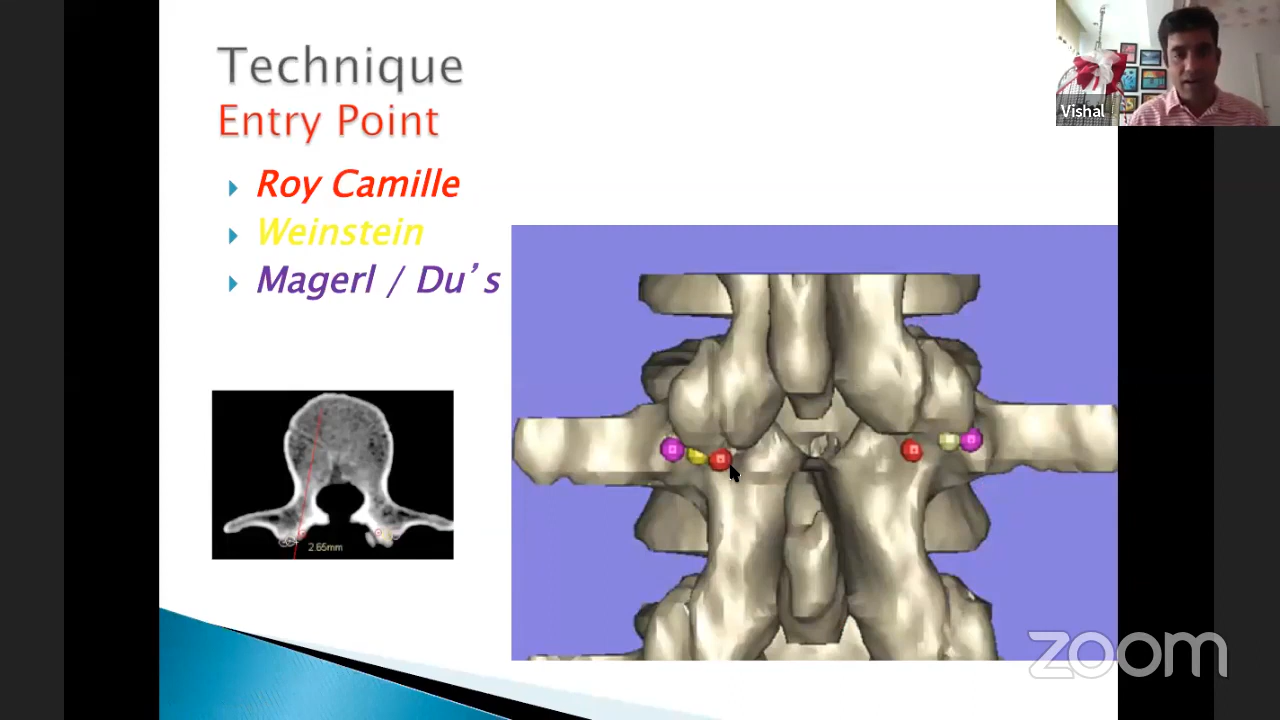 Technique
Entry Point
Roy Camille
Weinstein
Magerl / Du's
2.65mm
Vishal
zoom